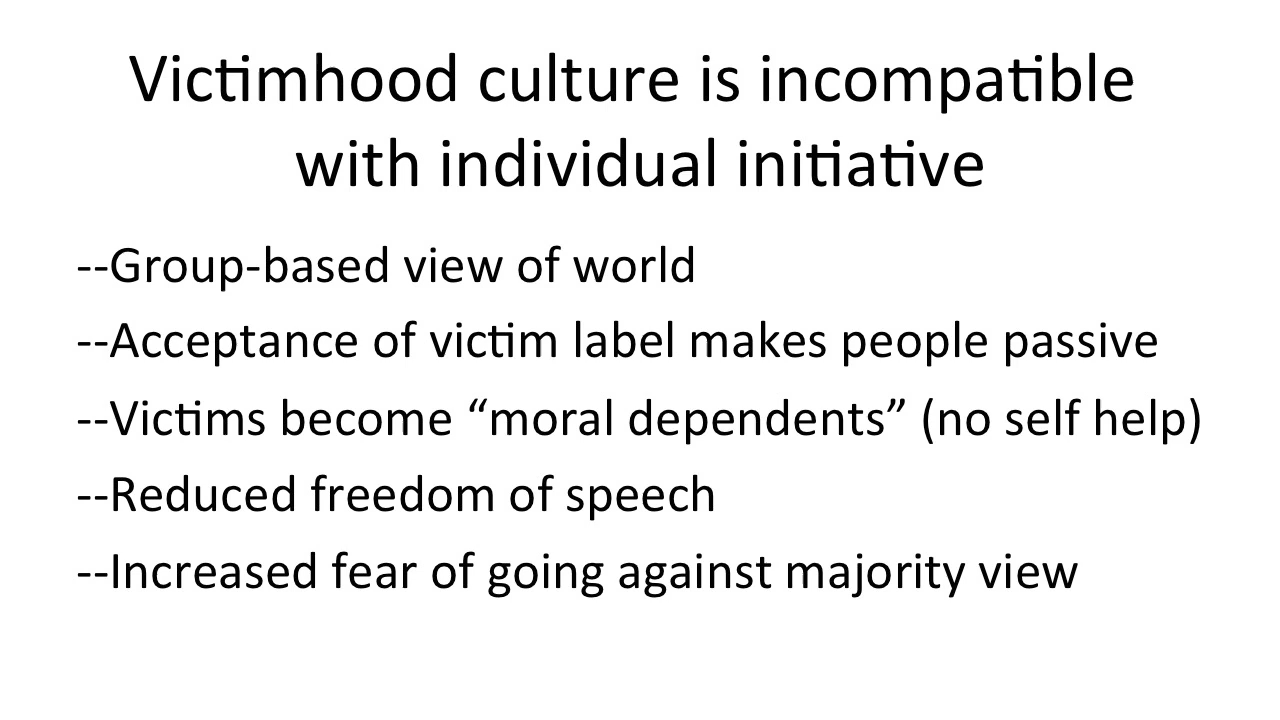 Victimhood culture is incompatible
with individual initiative
--Group-based view of world
--Acceptance of victim label makes people passive
--Victims become “moral dependents” (no self help)
--Reduced freedom of speech
--Increased fear of going against majority view